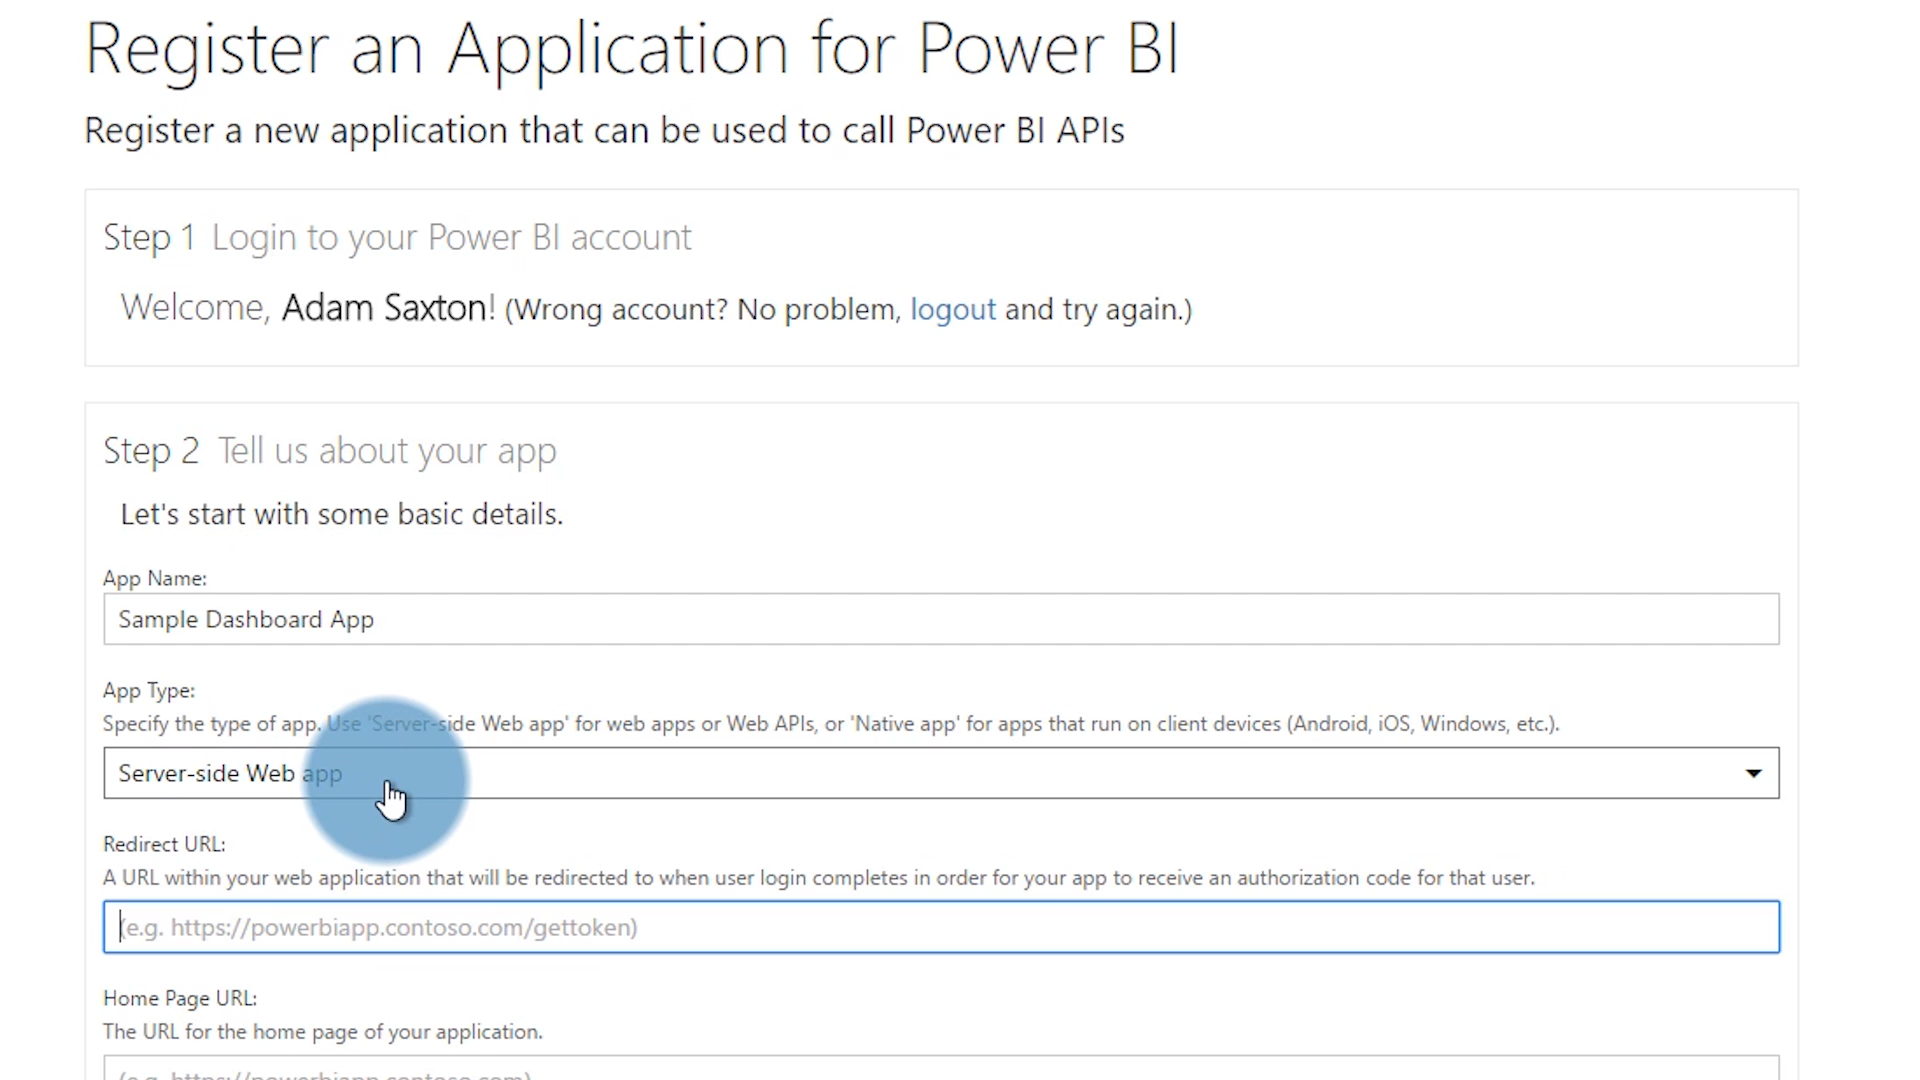 Register an Application for Power BI
Register a new application that can be used to call Power BI APIs
Step 1 Login to your Power BI account
Welcome, Adam Saxton! (Wrong account? No problem, logout and try again.)
Step 2 Tell us about your app
Let's start with some basic details.
App Name:
Sample Dashboard App
App Type:
Specify the type of app. Use 'Server-side Web app' for web apps or Web APIs, or 'Native app' for apps that run on client devices (Android, iOS, Windows, etc.).
Server-side Web app
Redirect URL:
A URL within your web application that will be redirected to when user login completes in order for your app to receive an authorization code for that user.
(e.g. https://powerbiapp.contoso.com/gettoken)
Home Page URL:
The URL for the home page of your application.
(e.g. https://powerbiapp.contoso.com)